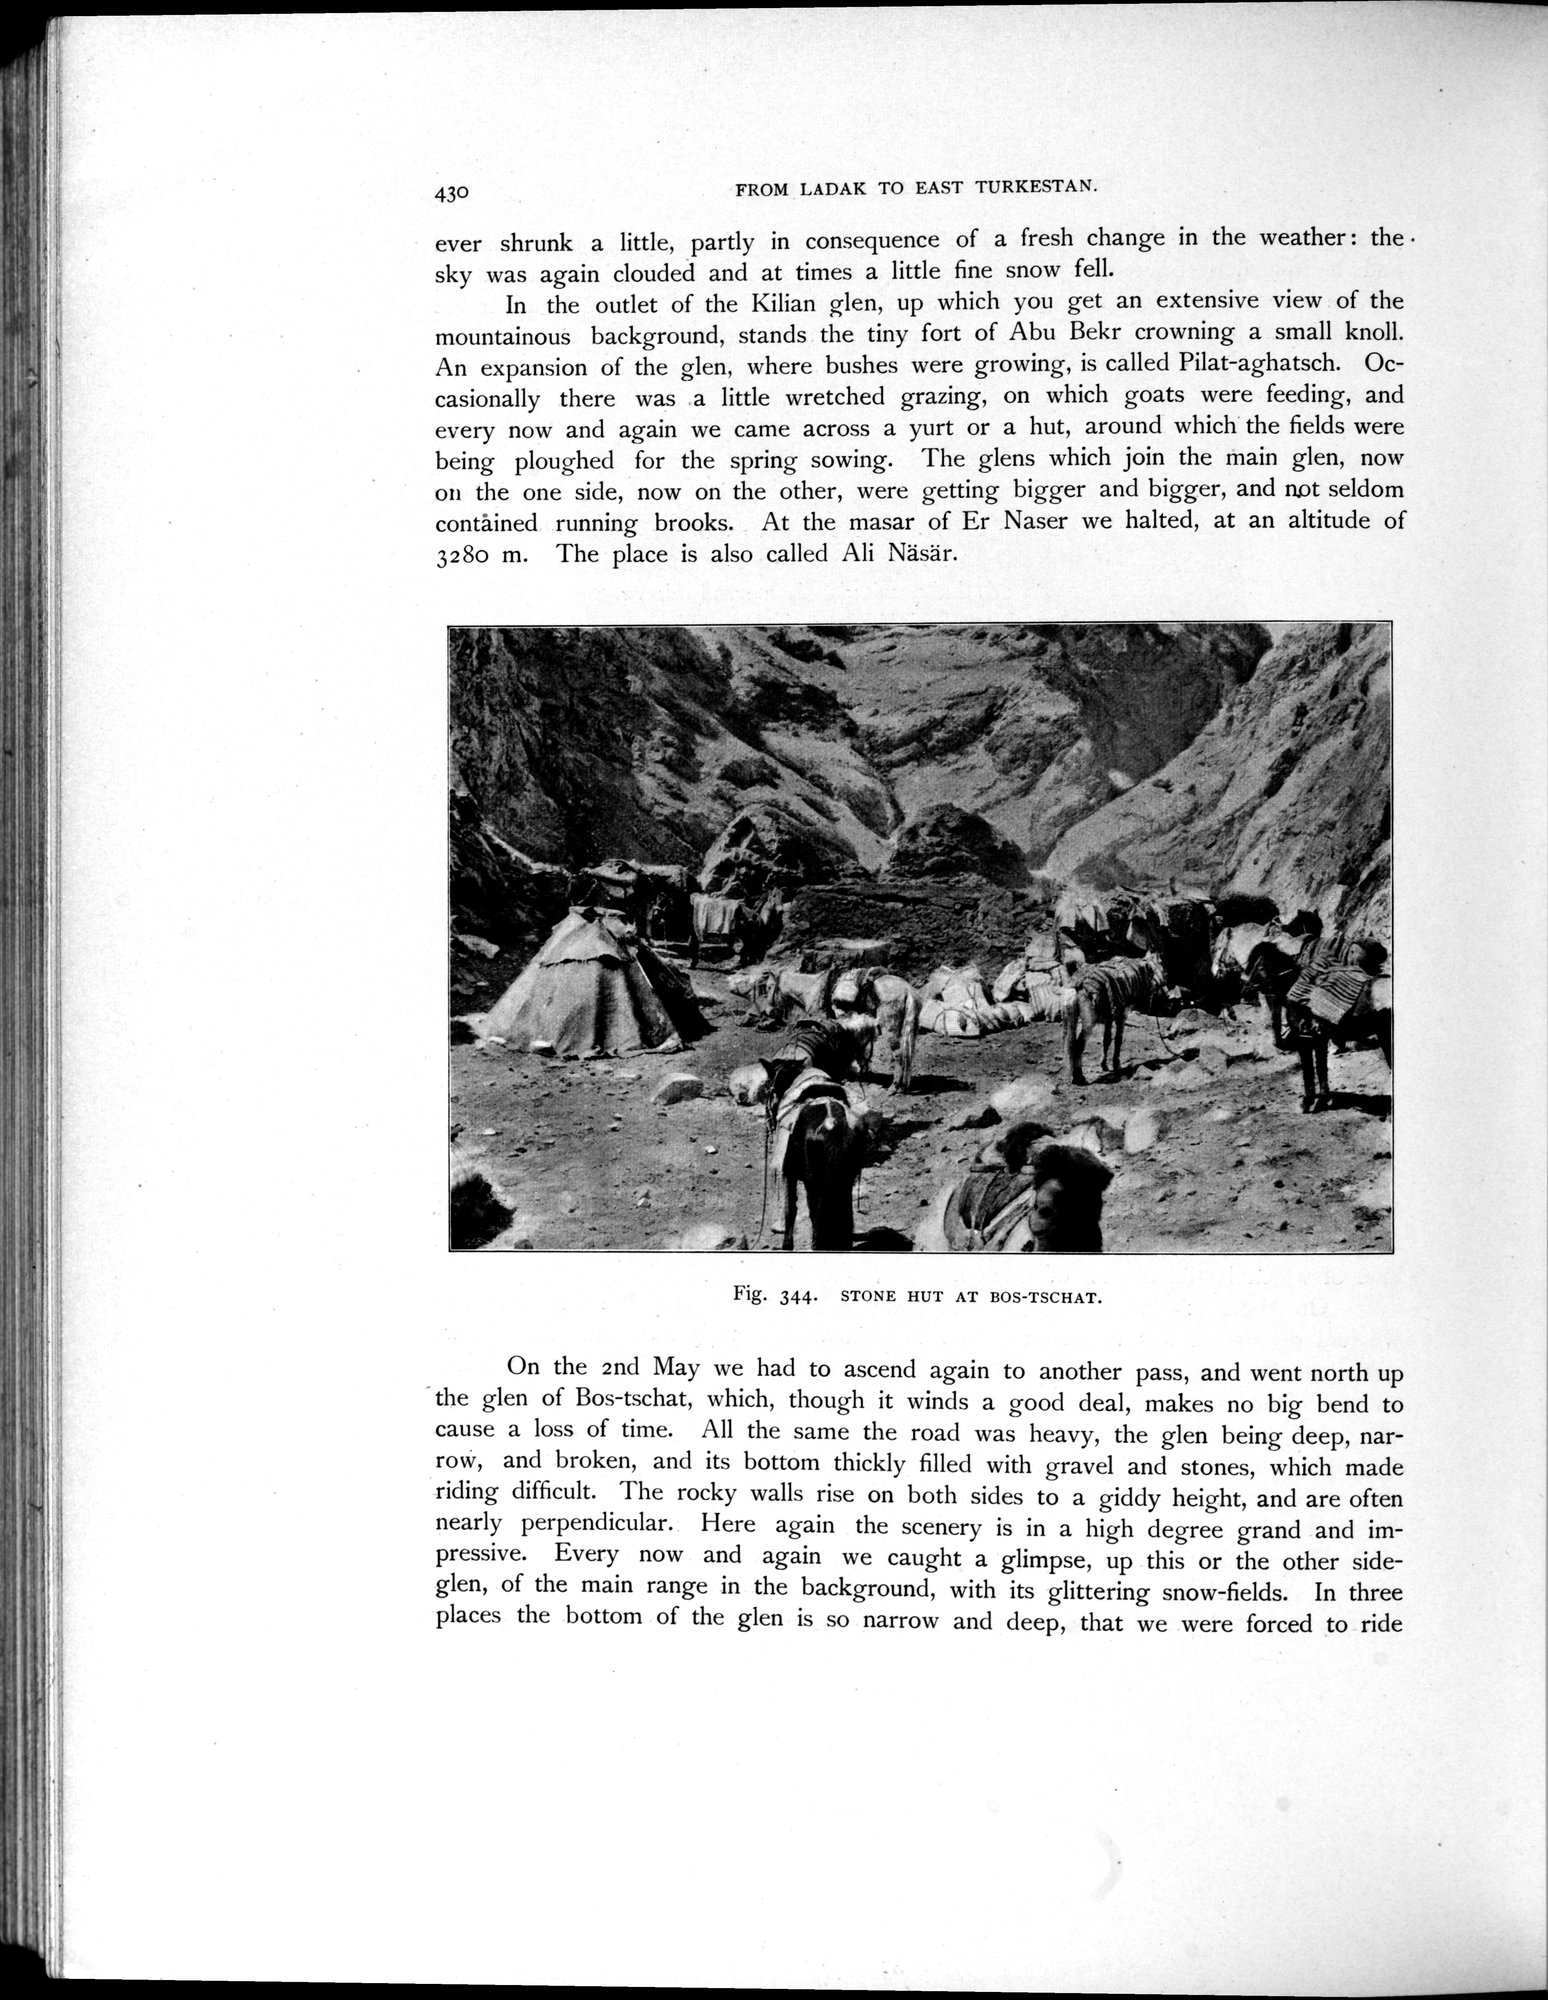 430
FROM LADAK TO EAST TURKESTAN.
ever shrunk a little, partly in consequence of a fresh change in the weather: the
sky was again clouded and at times a little fine snow fell.
In the outlet of the Kilian glen, up which you get an extensive view of the
mountainous background, stands the tiny fort of Abu Bekr crowning a small knoll.
An expansion of the glen, where bushes were growing, is called Pilat-aghatsch. Oc-
casionally there was a little wretched grazing, on which goats were feeding, and
every now and again we came across a yurt or a hut, around which the fields were
being ploughed for the spring sowing. The glens which join the main glen, now
on the one side, now on the other, were getting bigger and bigger, and not seldom
contained running brooks. At the masar of Er Naser we halted, at an altitude of
3280 m. The place is also called Ali Näsär.
Fig. 344. STONE HUT AT BOS-TSCHAT.
On the 2nd May we had to ascend again to another pass, and went north up
the glen of Bos-tschat, which, though it winds a good deal, makes no big bend to
cause a loss of time. All the same the road was heavy, the glen being deep, nar-
row, and broken, and its bottom thickly filled with gravel and stones, which made
riding difficult. The rocky walls rise on both sides to a giddy height, and are often
nearly perpendicular. Here again the scenery is in a high degree grand and im-
pressive. Every now and again we caught a glimpse, up this or the other side-
glen, of the main range in the background, with its glittering snow-fields. In three
places the bottom of the glen is so narrow and deep, that we were forced to ride